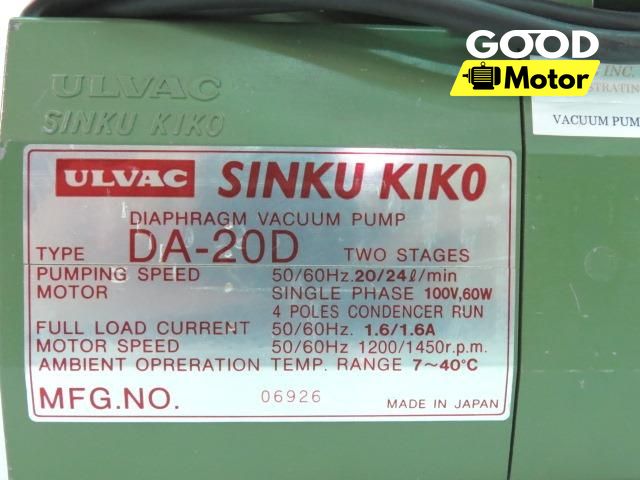 GOOD
Motor
INC.
VACUUM PUMP
ULVAC
SINKU KIKO
ULVAC SINKU KIKO
DIAPHRAGM VACUUM PUMP
TYPE DA-20D TWO STAGES
PUMPING SPEED 50/60Hz. 20/24ℓ/min
MOTOR SINGLE PHASE 100V,60W
4 POLES CONDENCER RUN
FULL LOAD CURRENT 50/60Hz. 1.6/1.6A
MOTOR SPEED 50/60Hz 1200/1450r.p.m.
AMBIENT OPRERATION TEMP. RANGE 7~40°C
MFG.NO. 06926 MADE IN JAPAN